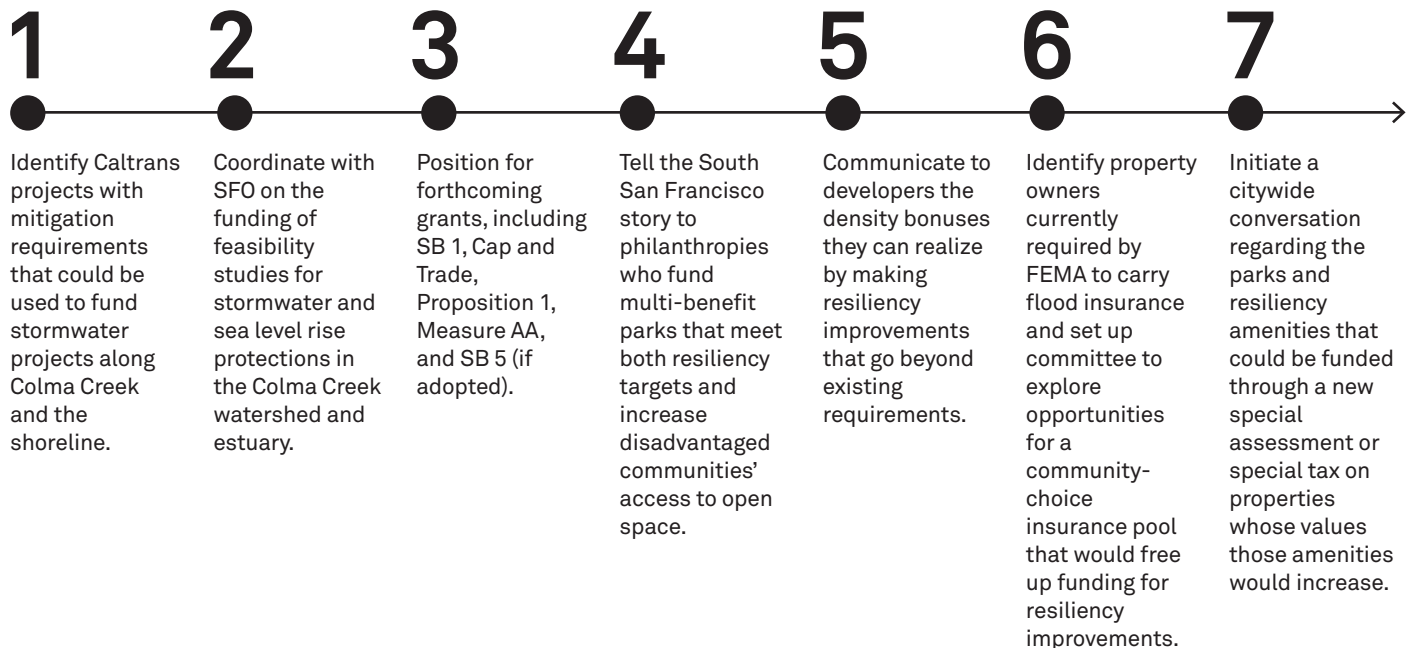 1
2
3
4
5
6
7
Identify Caltrans
projects with
mitigation
requirements
that could be
used to fund
stormwater
projects along
Colma Creek
and the
shoreline.
Coordinate with
SFO on the
funding of
feasibility
studies for
stormwater and
sea level rise
protections in
the Colma Creek
watershed and
estuary.
Position for
forthcoming
grants, including
SB 1, Cap and
Trade,
Proposition 1,
Measure AA,
and SB 5 (if
adopted).
Tell the South
San Francisco
story to
philanthropies
who fund
multi-benefit
parks that meet
both resiliency
targets and
increase
disadvantaged
communities’
access to open
space.
Communicate to
developers the
density bonuses
they can realize
by making
resiliency
improvements
that go beyond
existing
requirements.
Identify property
owners
currently
required by
FEMA to carry
flood insurance
and set up
committee to
explore
opportunities
for a
community-
choice
insurance pool
that would free
up funding for
resiliency
improvements.
Initiate a
citywide
conversation
regarding the
parks and
resiliency
amenities that
could be funded
through a new
special
assessment or
special tax on
properties
whose values
those amenities
would increase.